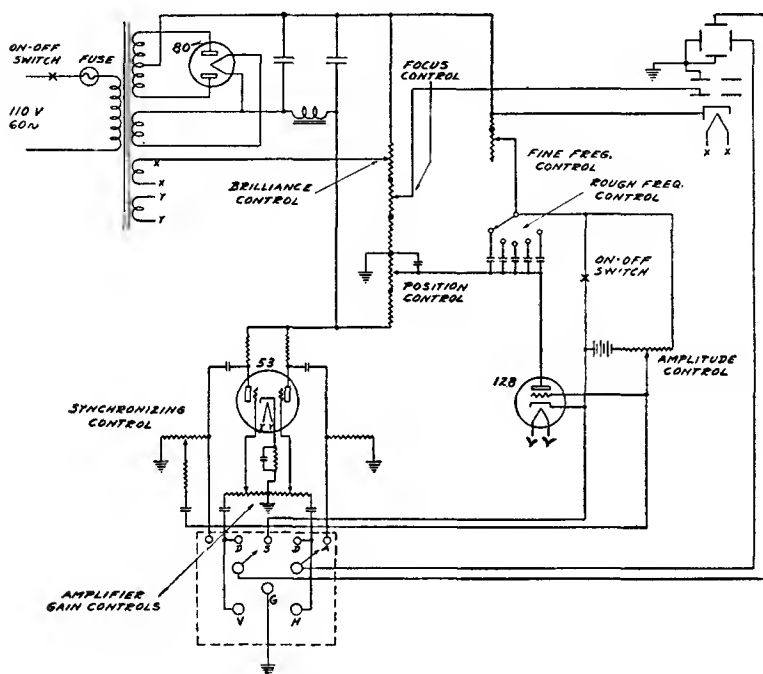 ON-OFF
SWITCH
FUSE
80
110 V
60~
X
X
Y
Y
FOCUS
CONTROL
BRILLIANCE
CONTROL
X
X
FINE FREQ.
CONTROL
ROUGH FREQ.
CONTROL
ON-OFF
SWITCH
POSITION
CONTROL
AMPLITUDE
CONTROL
53
Y Y
128
Y Y
SYNCHRONIZING
CONTROL
D
S
D
A
G
V
H
AMPLIFIER
GAIN CONTROLS